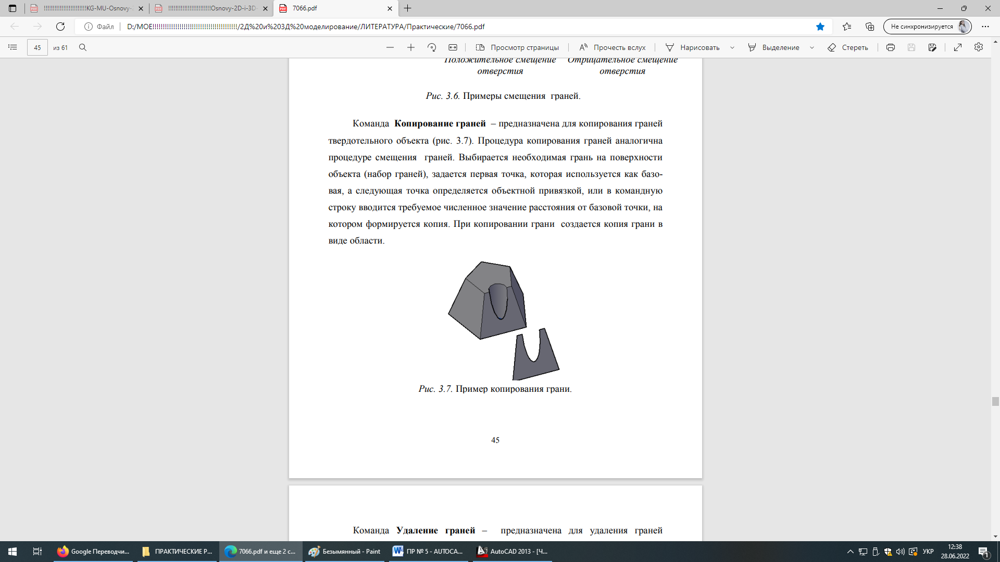 !!!!!!!!!!!!!!!!!!!!!!!!!KG-MU-Osnovy-2
!!!!!!!!!!!!!!!!!!!!!!!!!Osnovy-2D-i-3D-
7066.pdf
Файл
D:/МОЕ!!!!!!!!!!!!!!!!!!!!!!!!!!!!!!!!!!!!!!!!!/2Д%20и%203Д%20моделирование/ЛИТЕРАТУРА/Практические/7066.pdf
Не синхронизируется
45 из 61
Просмотр страницы
Прочесть вслух
Нарисовать
Выделение
Стереть
Положительное смещение Отрицательное смещение
отверстия отверстия
Рис. 3.6. Примеры смещения граней.
Команда Копирование граней – предназначена для копирования граней
твердотельного объекта (рис. 3.7). Процедура копирования граней аналогична
процедуре смещения граней. Выбирается необходимая грань на поверхности
объекта (набор граней), задается первая точка, которая используется как базо-
вая, а следующая точка определяется объектной привязкой, или в командную
строку вводится требуемое численное значение расстояния от базовой точки, на
котором формируется копия. При копировании грани создается копия грани в
виде области.
Рис. 3.7. Пример копирования грани.
45
Команда Удаление граней – предназначена для удаления граней
Google Переводчи...
ПРАКТИЧЕСКИЕ Р...
7066.pdf и еще 2 с...
Безымянный - Paint
ПР № 5 - AUTOCA...
AutoCAD 2013 - [Ч...
УКР
12:38
28.06.2022
1